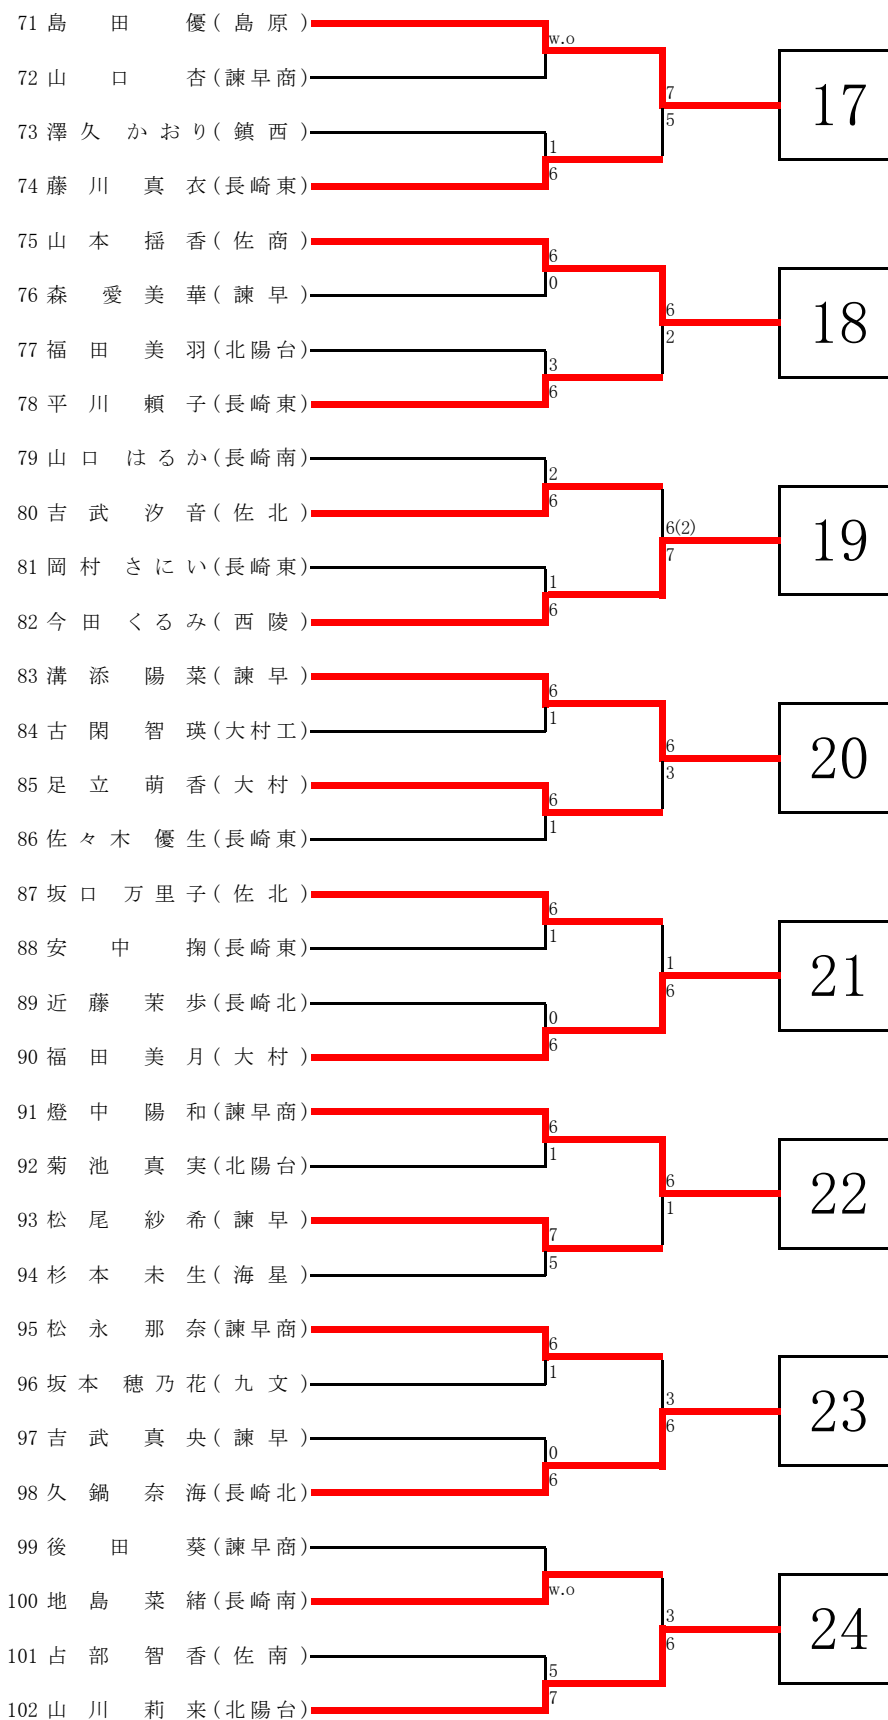 71 島田 優 (島原)
w.o
72 山口 杏 (諫早商)
7
17
5
73 澤久 かおり (鎮西)
1
6
74 藤川 真衣 (長崎東)
75 山本 揺香 (佐商)
6
0
76 森 愛美華 (諫早)
6
18
2
77 福田 美羽 (北陽台)
3
6
78 平川 頼子 (長崎東)
79 山口 はるか (長崎南)
2
6
80 吉武 汐音 (佐北)
6(2)
19
7
81 岡村 さにい (長崎東)
1
6
82 今田 くるみ (西陵)
83 溝添 陽菜 (諫早)
6
1
84 古閑 智瑛 (大村工)
6
20
3
85 足立 萌香 (大村)
6
1
86 佐々木 優生 (長崎東)
87 坂口 万里子 (佐北)
6
1
88 安中 掬 (長崎東)
1
21
6
89 近藤 茉歩 (長崎北)
0
6
90 福田 美月 (大村)
91 燈中 陽和 (諫早商)
6
1
92 菊池 真実 (北陽台)
6
22
1
93 松尾 紗希 (諫早)
7
5
94 杉本 未生 (海星)
95 松永 那奈 (諫早商)
6
1
96 坂本 穂乃花 (九文)
3
23
6
97 吉武 真央 (諫早)
0
6
98 久鍋 奈海 (長崎北)
99 後田 葵 (諫早商)
w.o
100 地島 菜緒 (長崎南)
3
24
6
101 占部 智香 (佐南)
5
7
102 山川 莉来 (北陽台)